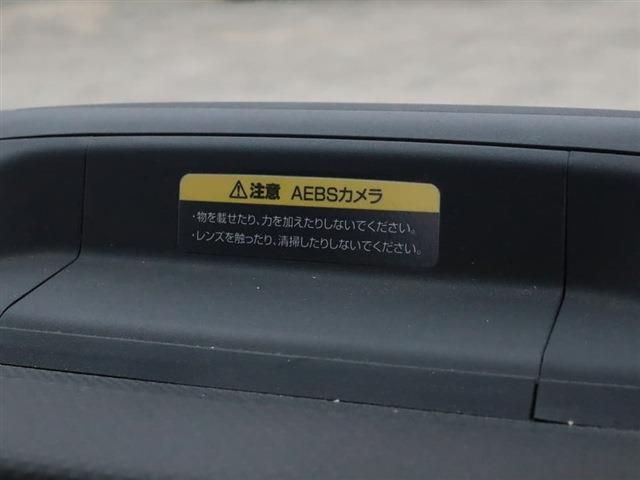 ⚠注意 AEBSカメラ
・物を載せたり、力を加えたりしないでください。
・レンズを触ったり、清掃したりしないでください。